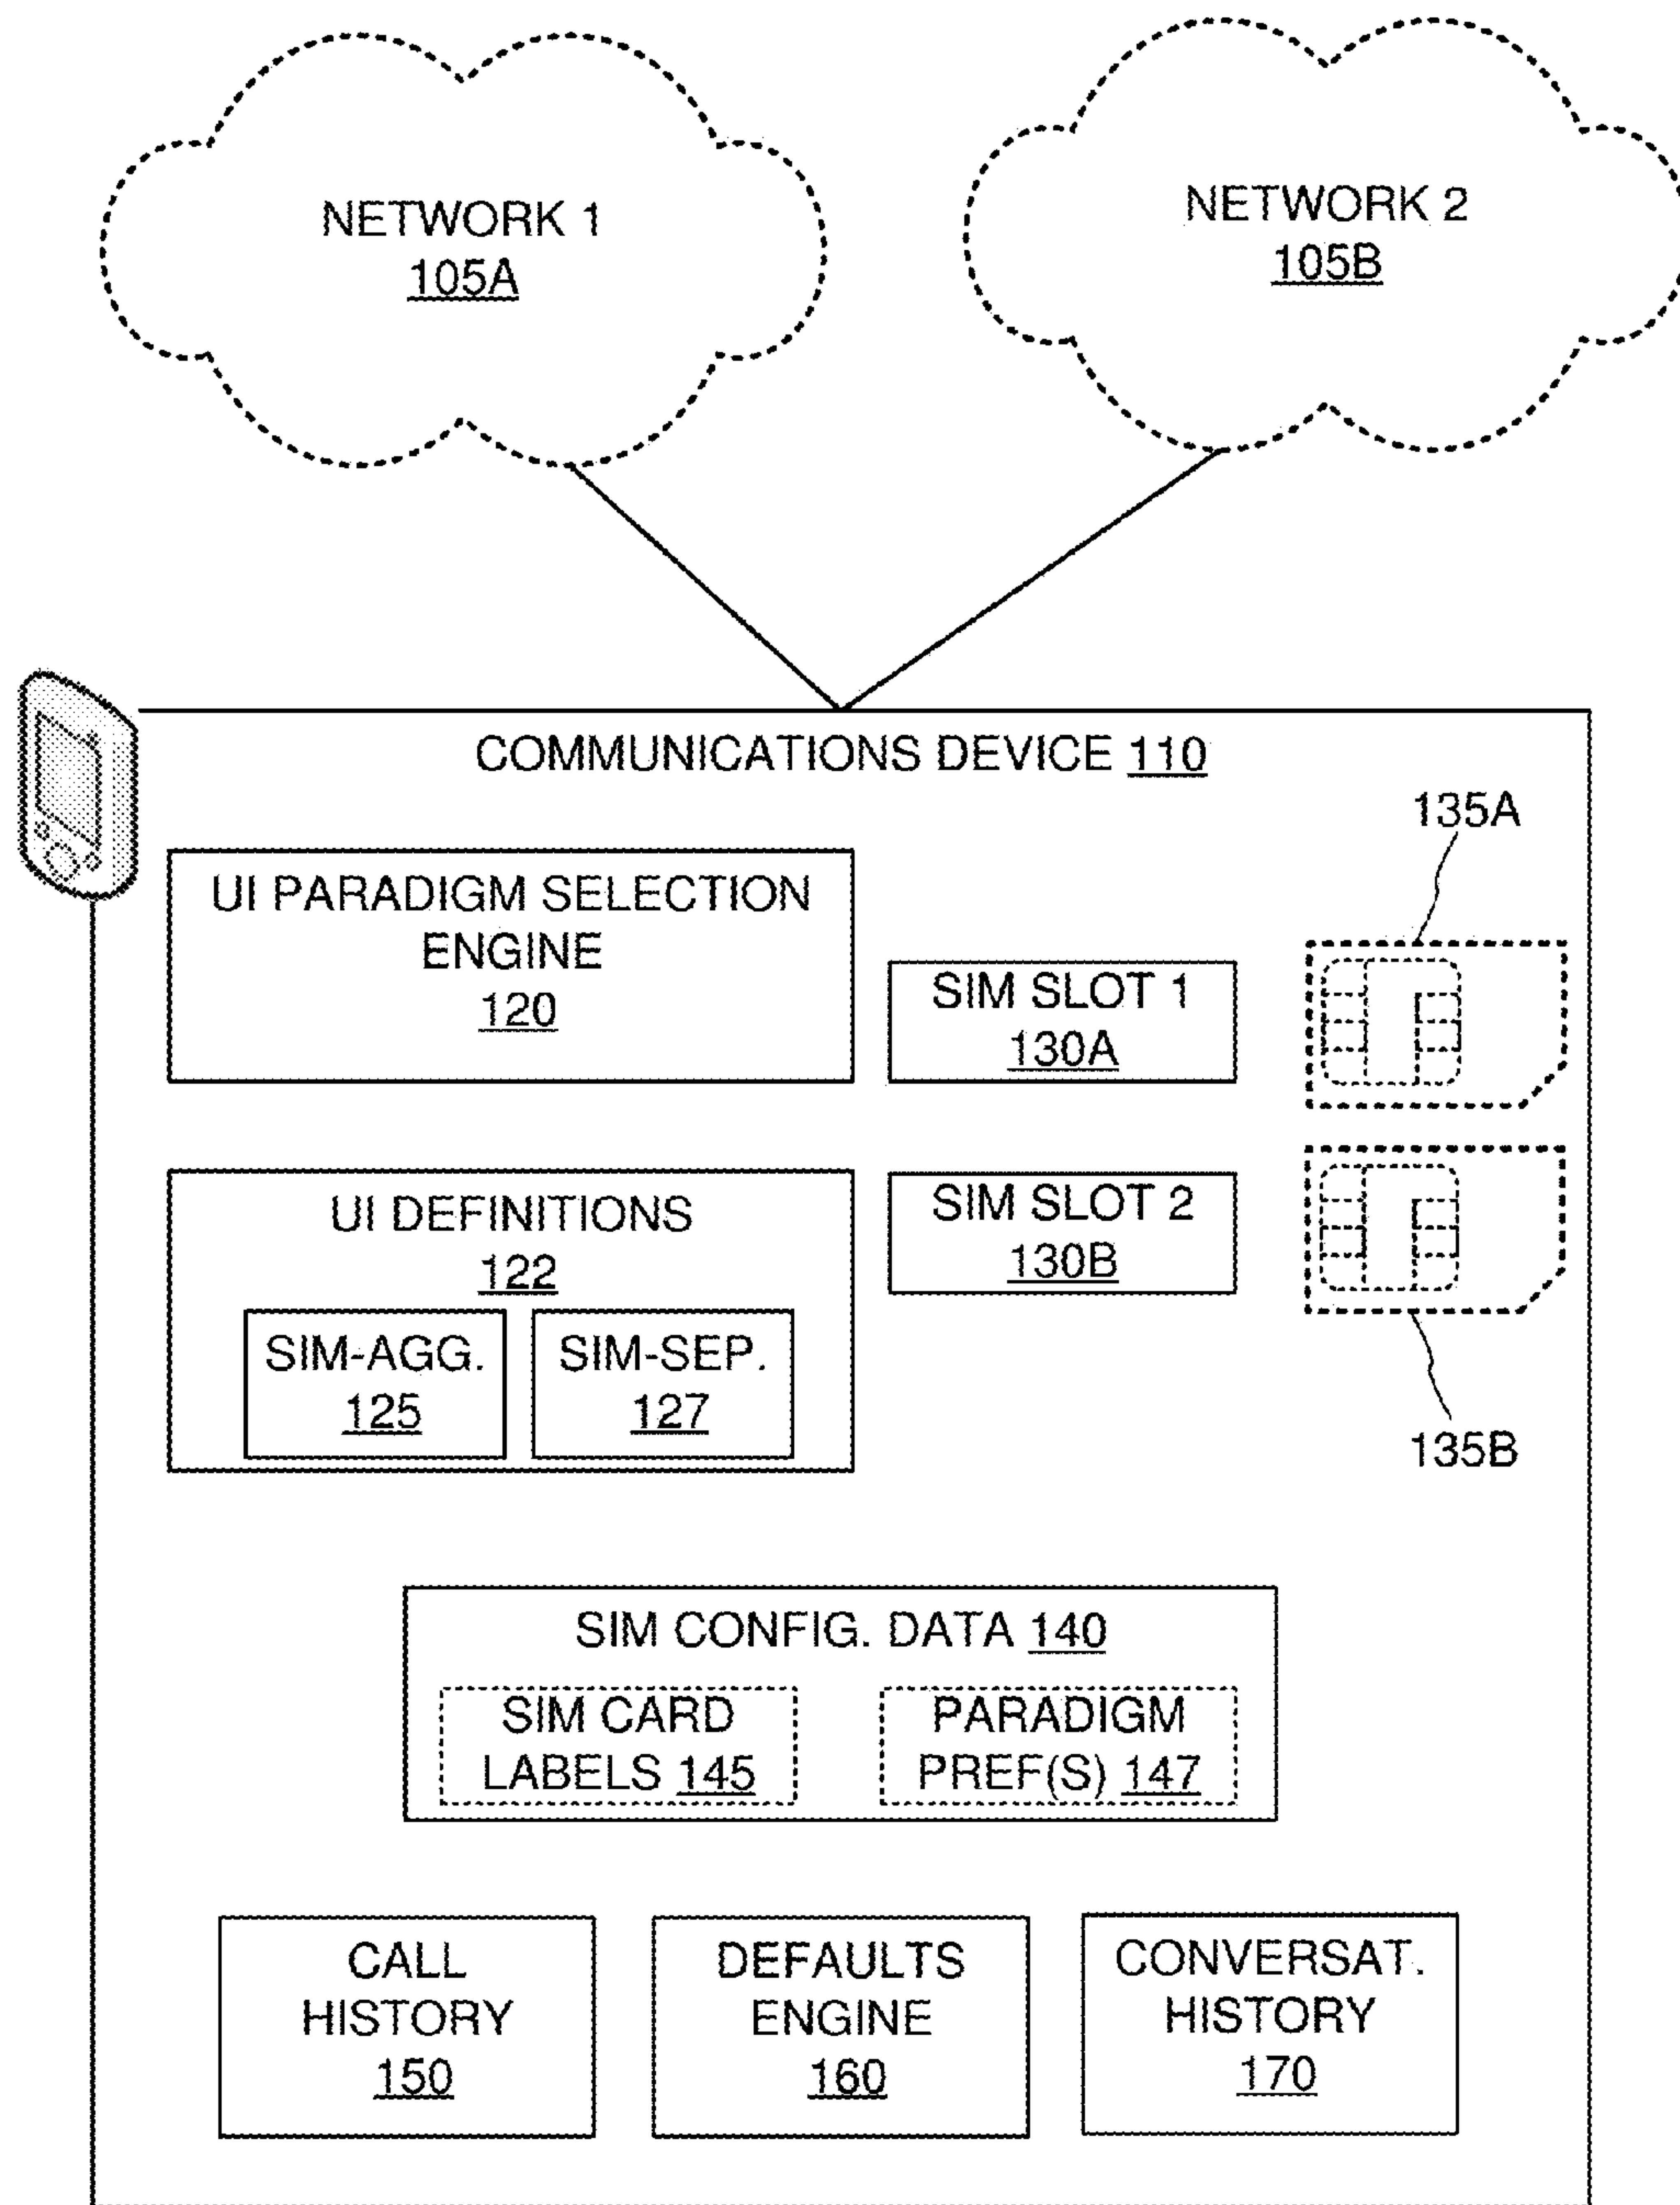 NETWORK 1
105A
NETWORK 2
105B
COMMUNICATIONS DEVICE 110
135A
UI PARADIGM SELECTION
ENGINE
120
SIM SLOT 1
130A
UI DEFINITIONS
122
SIM-AGG.
125
SIM-SEP.
127
SIM SLOT 2
130B
135B
SIM CONFIG. DATA 140
SIM CARD
LABELS 145
PARADIGM
PREF(S) 147
CALL
HISTORY
150
DEFAULTS
ENGINE
160
CONVERSAT.
HISTORY
170